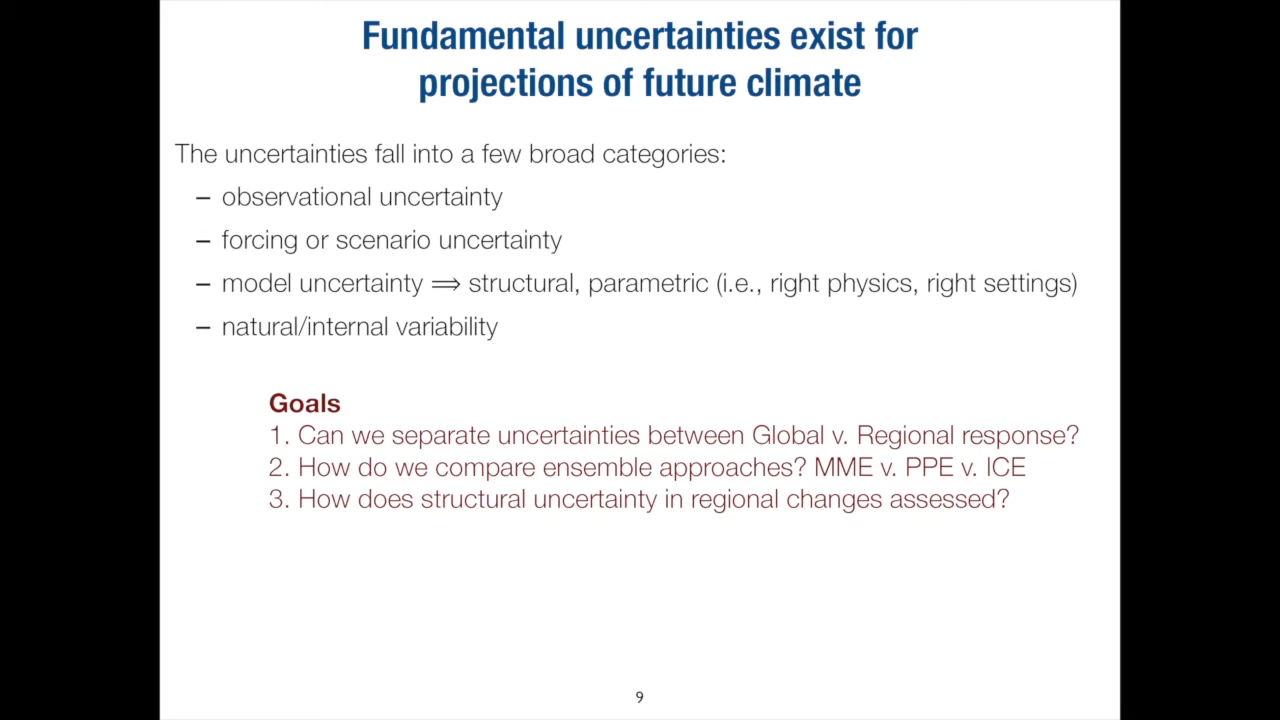 Fundamental uncertainties exist for
projections of future climate
The uncertainties fall into a few broad categories:
– observational uncertainty
– forcing or scenario uncertainty
– model uncertainty ⟹ structural, parametric (i.e., right physics, right settings)
– natural/internal variability
Goals
1. Can we separate uncertainties between Global v. Regional response?
2. How do we compare ensemble approaches? MME v. PPE v. ICE
3. How does structural uncertainty in regional changes assessed?
9